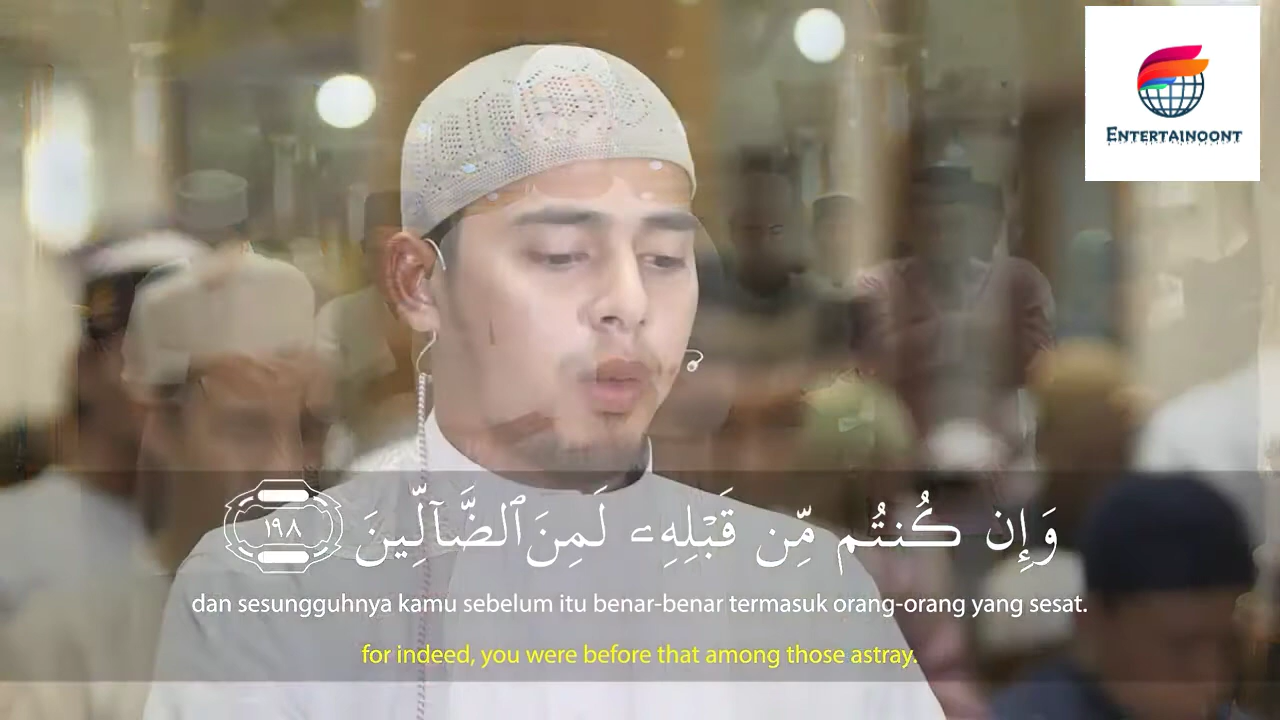 ENTERTAINOONT
وَإِن كُنتُم مِّن قَبْلِهِۦ لَمِنَ ٱلضَّآلِّينَ ١٩٨
dan sesungguhnya kamu sebelum itu benar-benar termasuk orang-orang yang sesat.
for indeed, you were before that among those astray.